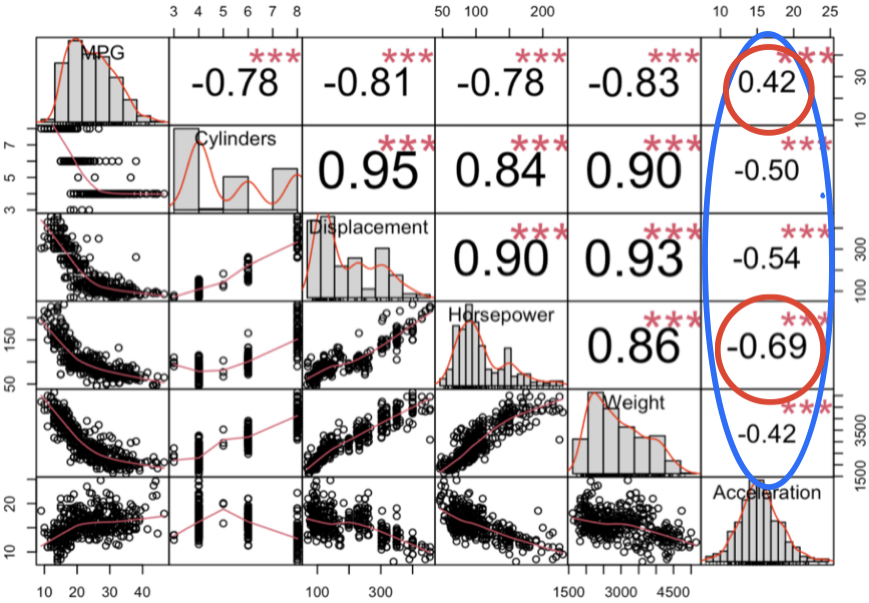 3 4 5 6 7 8 50 100 200 10 15 20 25
MPG *** -0.78 *** -0.81 *** -0.78 *** -0.83 *** 0.42 10 30
3 5 7 Cylinders *** 0.95 *** 0.84 *** 0.90 *** -0.50
Displacement *** 0.90 *** 0.93 *** -0.54 100 300
50 150 Horsepower *** 0.86 *** -0.69
Weight *** -0.42 1500 3500
10 20 Acceleration
10 20 30 40 100 300 1500 3000 4500